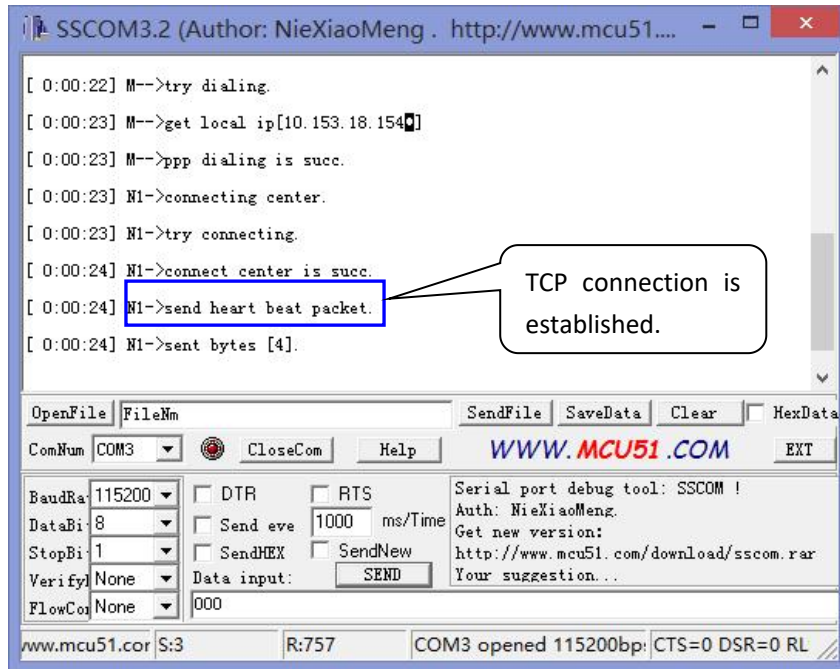 SSCOM3.2 (Author: NieXiaoMeng . http://www.mcu51....
[ 0:00:22] M-->try dialing.
[ 0:00:23] M-->get local ip[10.153.18.154]
[ 0:00:23] M-->ppp dialing is succ.
[ 0:00:23] N1->connecting center.
[ 0:00:23] N1->try connecting.
[ 0:00:24] N1->connect center is succ.
[ 0:00:24] N1->send heart beat packet.
[ 0:00:24] N1->sent bytes [4].
TCP connection is
established.
OpenFile FileNm SendFile SaveData Clear HexData
ComNum COM3 CloseCom Help WWW.MCU51.COM EXT
BaudRa 115200 DTR RTS
DataBi 8 Send eve 1000 ms/Time
StopBi 1 SendHEX SendNew
Verify None Data input: SEND
FlowCo None 000
Serial port debug tool: SSCOM !
Auth: NieXiaoMeng.
Get new version:
http://www.mcu51.com/download/sscom.rar
Your suggestion...
www.mcu51.cor S:3 R:757 COM3 opened 115200bp CTS=0 DSR=0 RL